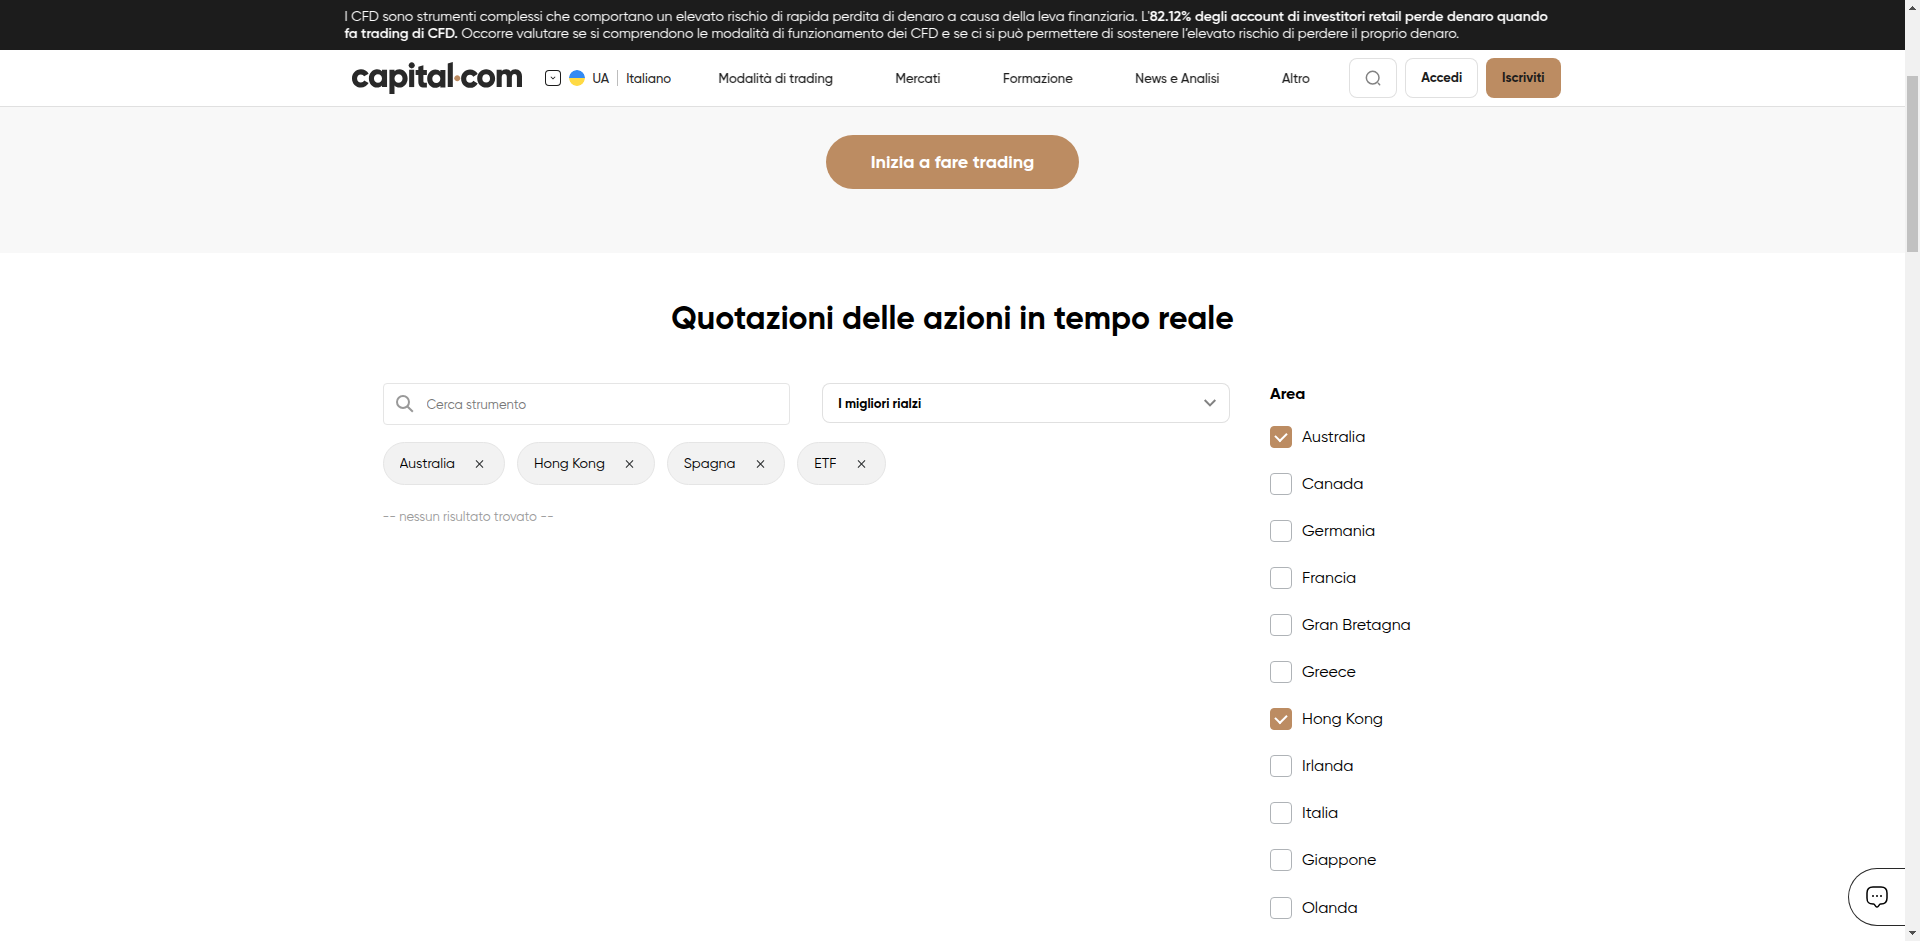 I CFD sono strumenti complessi che comportano un elevato rischio di rapida perdita di denaro a causa della leva finanziaria. L'82.12% degli account di investitori retail perde denaro quando
fa trading di CFD. Occorre valutare se si comprendono le modalità di funzionamento dei CFD e se ci si può permettere di sostenere l'elevato rischio di perdere il proprio denaro.
capital.com UA Italiano Modalità di trading Mercati Formazione News e Analisi Altro Accedi Iscriviti
Inizia a fare trading
Quotazioni delle azioni in tempo reale
Cerca strumento
I migliori rialzi
Australia Hong Kong Spagna ETF
-- nessun risultato trovato --
Area
Australia
Canada
Germania
Francia
Gran Bretagna
Greece
Hong Kong
Irlanda
Italia
Giappone
Olanda